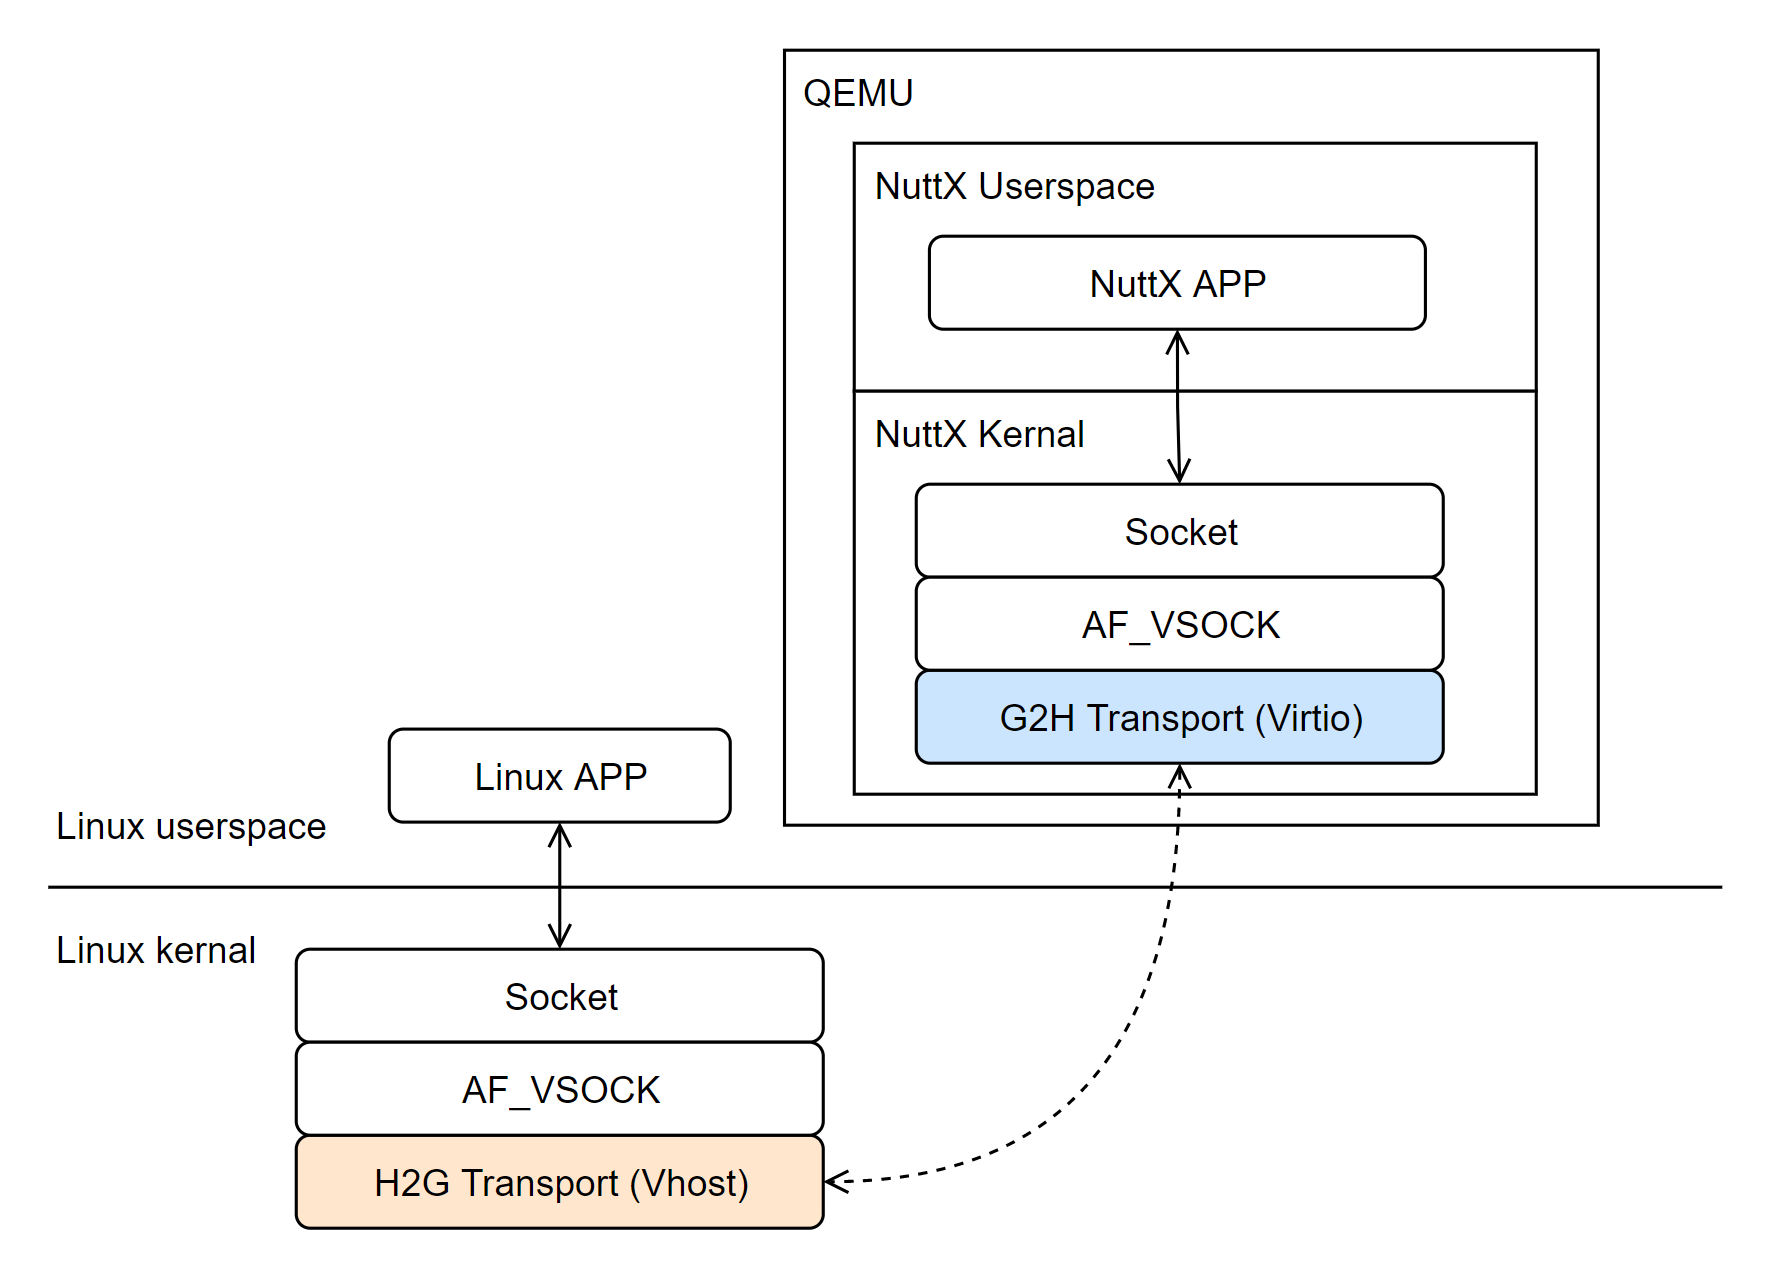 QEMU
NuttX Userspace
NuttX APP
NuttX Kernal
Socket
AF_VSOCK
G2H Transport (Virtio)
Linux APP
Linux userspace
Linux kernal
Socket
AF_VSOCK
H2G Transport (Vhost)